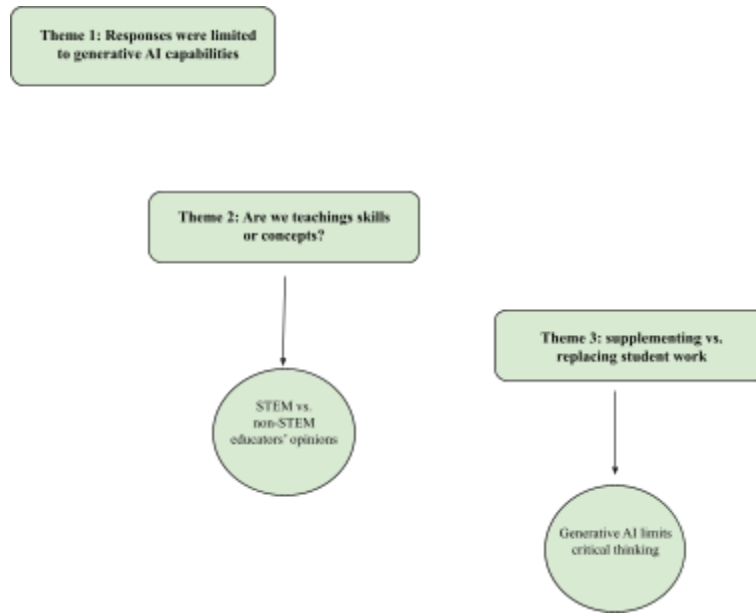 Theme 1: Responses were limited
to generative AI capabilities
Theme 2: Are we teachings skills
or concepts?
STEM vs.
non-STEM
educators' opinions
Theme 3: supplementing vs.
replacing student work
Generative AI limits
critical thinking